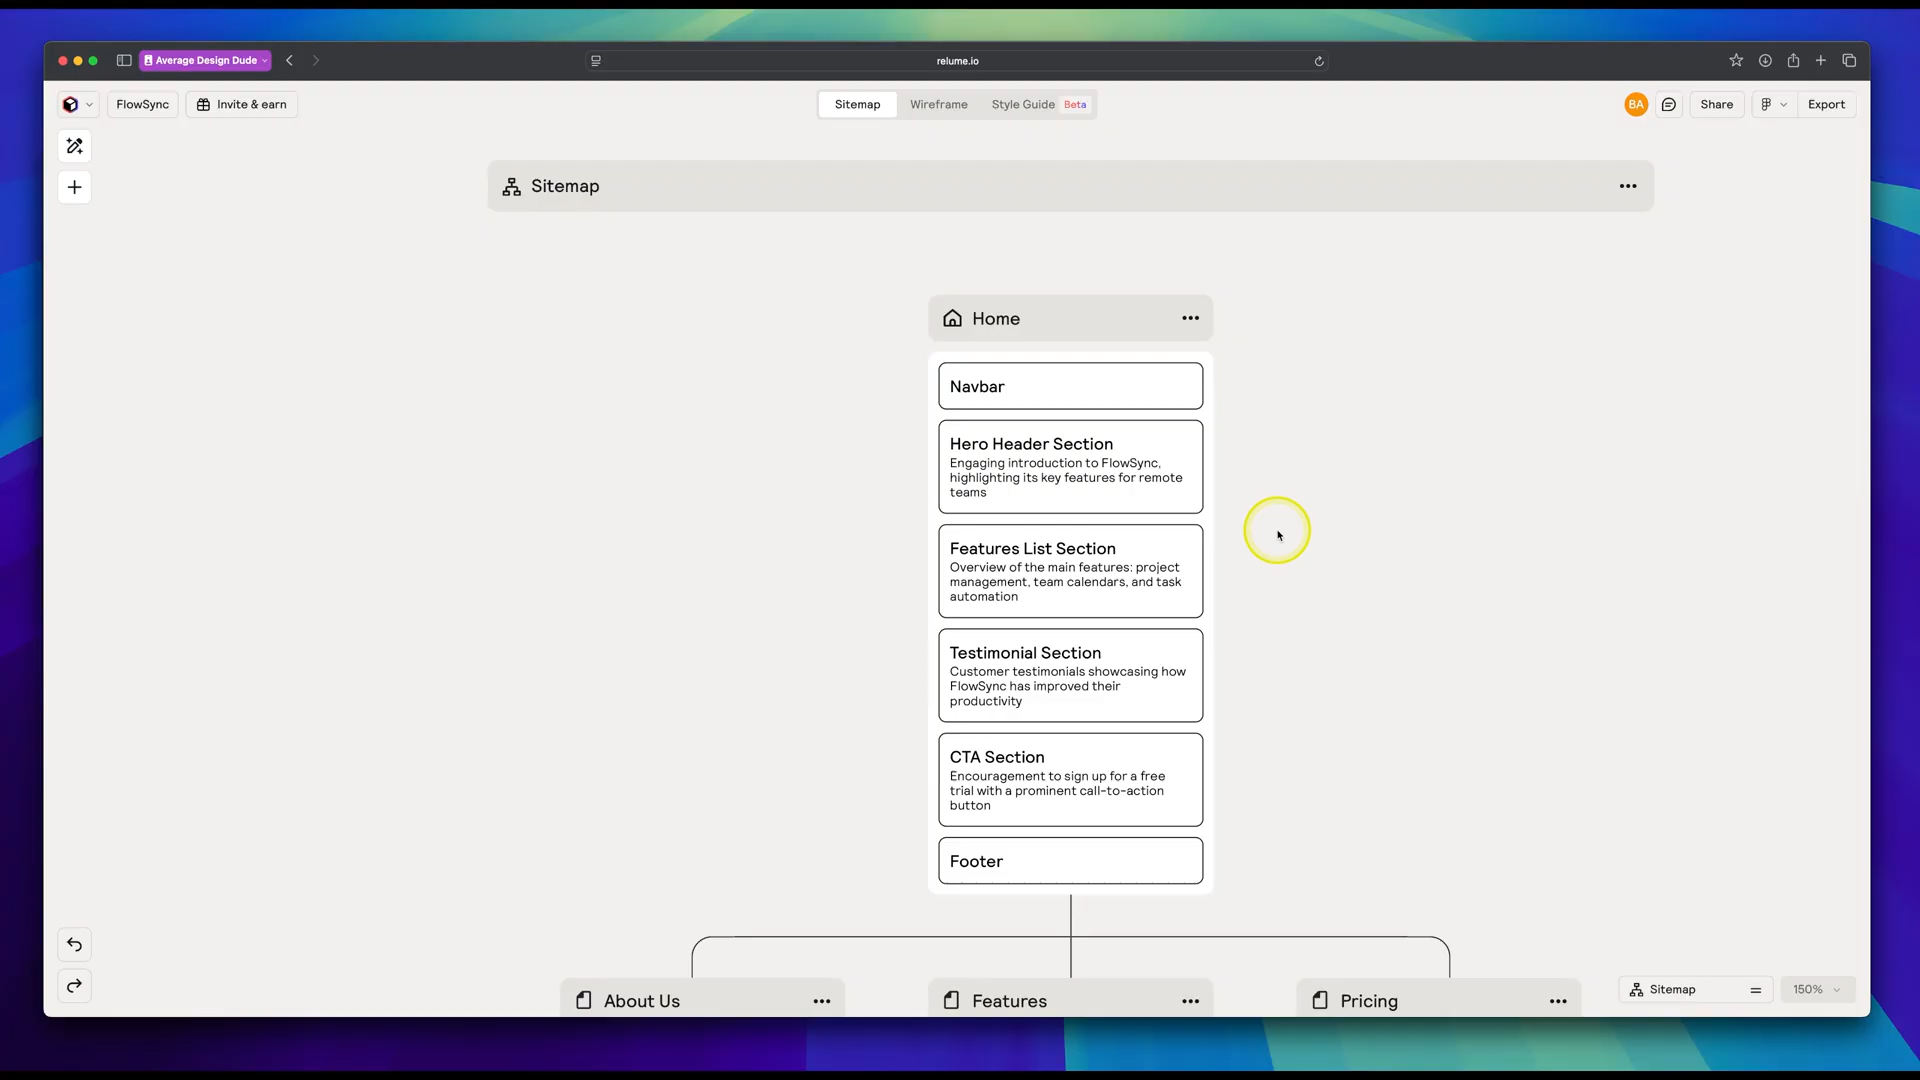 Average Design Dude
relume.io
FlowSync
Invite & earn
Sitemap
Wireframe
Style Guide Beta
BA
Share
Export
Sitemap
Home
Navbar
Hero Header Section
Engaging introduction to FlowSync,
highlighting its key features for remote
teams
Features List Section
Overview of the main features: project
management, team calendars, and task
automation
Testimonial Section
Customer testimonials showcasing how
FlowSync has improved their
productivity
CTA Section
Encouragement to sign up for a free
trial with a prominent call-to-action
button
Footer
About Us
Features
Pricing
Sitemap
150%